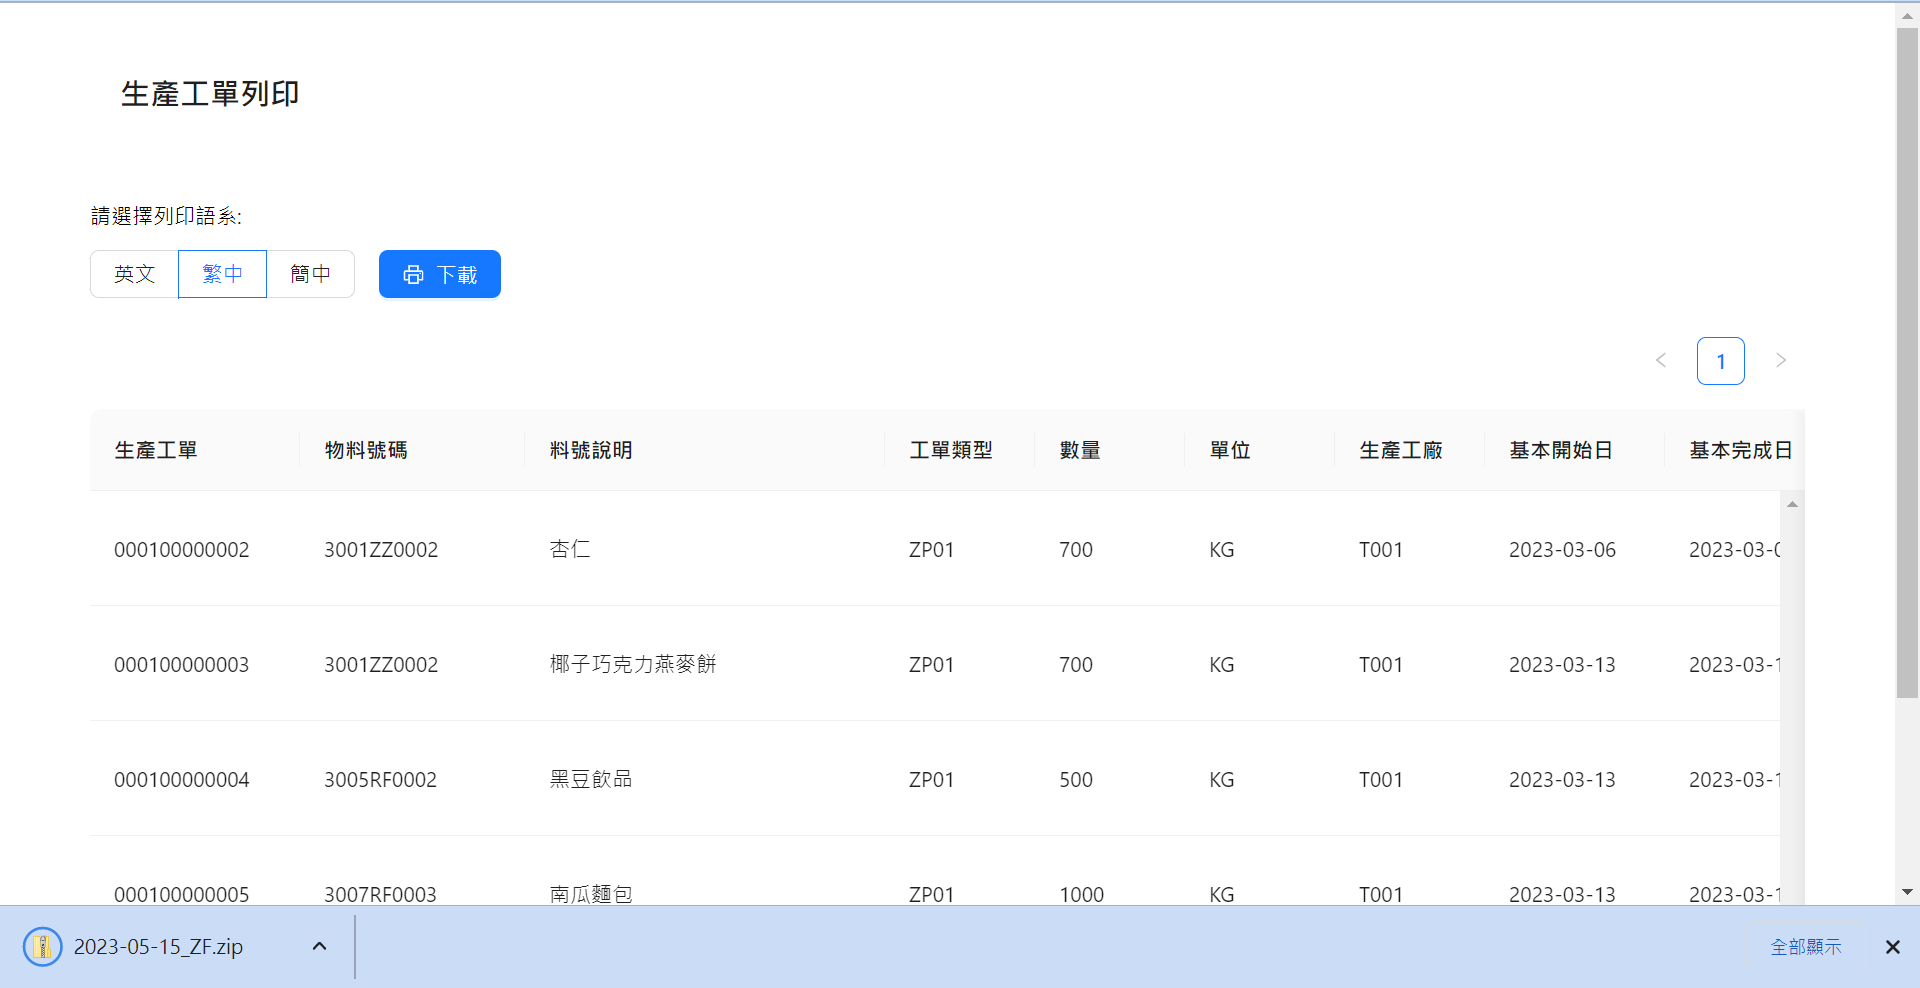 生產工單列印
請選擇列印語系:
英文 繁中 簡中 下載
1
生產工單 物料號碼 料號說明 工單類型 數量 單位 生產工廠 基本開始日 基本完成日
000100000002 3001ZZ0002 杏仁 ZP01 700 KG T001 2023-03-06 2023-03-0
000100000003 3001ZZ0002 椰子巧克力燕麥餅 ZP01 700 KG T001 2023-03-13 2023-03-1
000100000004 3005RF0002 黑豆飲品 ZP01 500 KG T001 2023-03-13 2023-03-1
000100000005 3007RF0003 南瓜麵包 ZP01 1000 KG T001 2023-03-13 2023-03-1
2023-05-15_ZF.zip 全部顯示